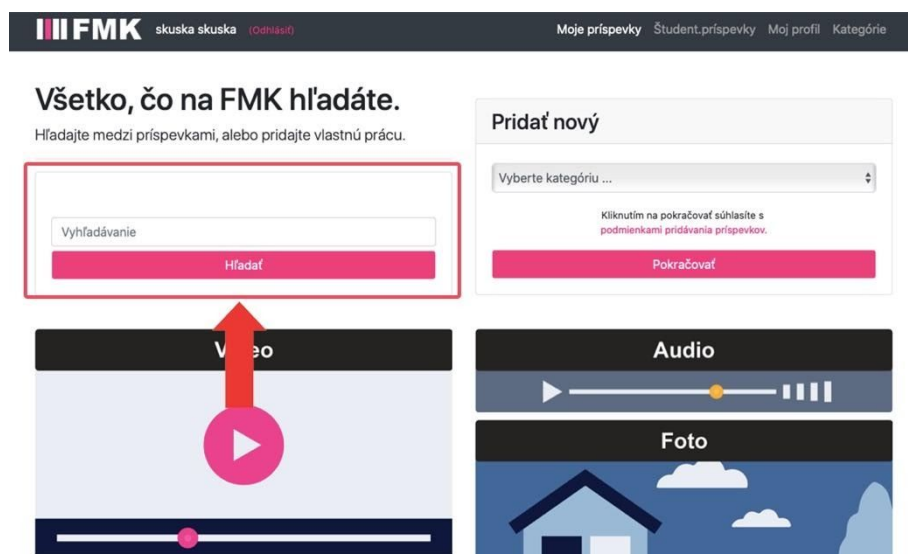 FMK skuska skuska (Odhlásiť) Moje príspevky Študent.príspevky Moj profil Kategórie
Všetko, čo na FMK hľadáte.
Hľadajte medzi príspevkami, alebo pridajte vlastnú prácu.
Vyhľadávanie
Hľadať
Pridať nový
Vyberte kategóriu ...
Kliknutím na pokračovať súhlasíte s
podmienkami pridávania príspevkov.
Pokračovať
Audio
Foto